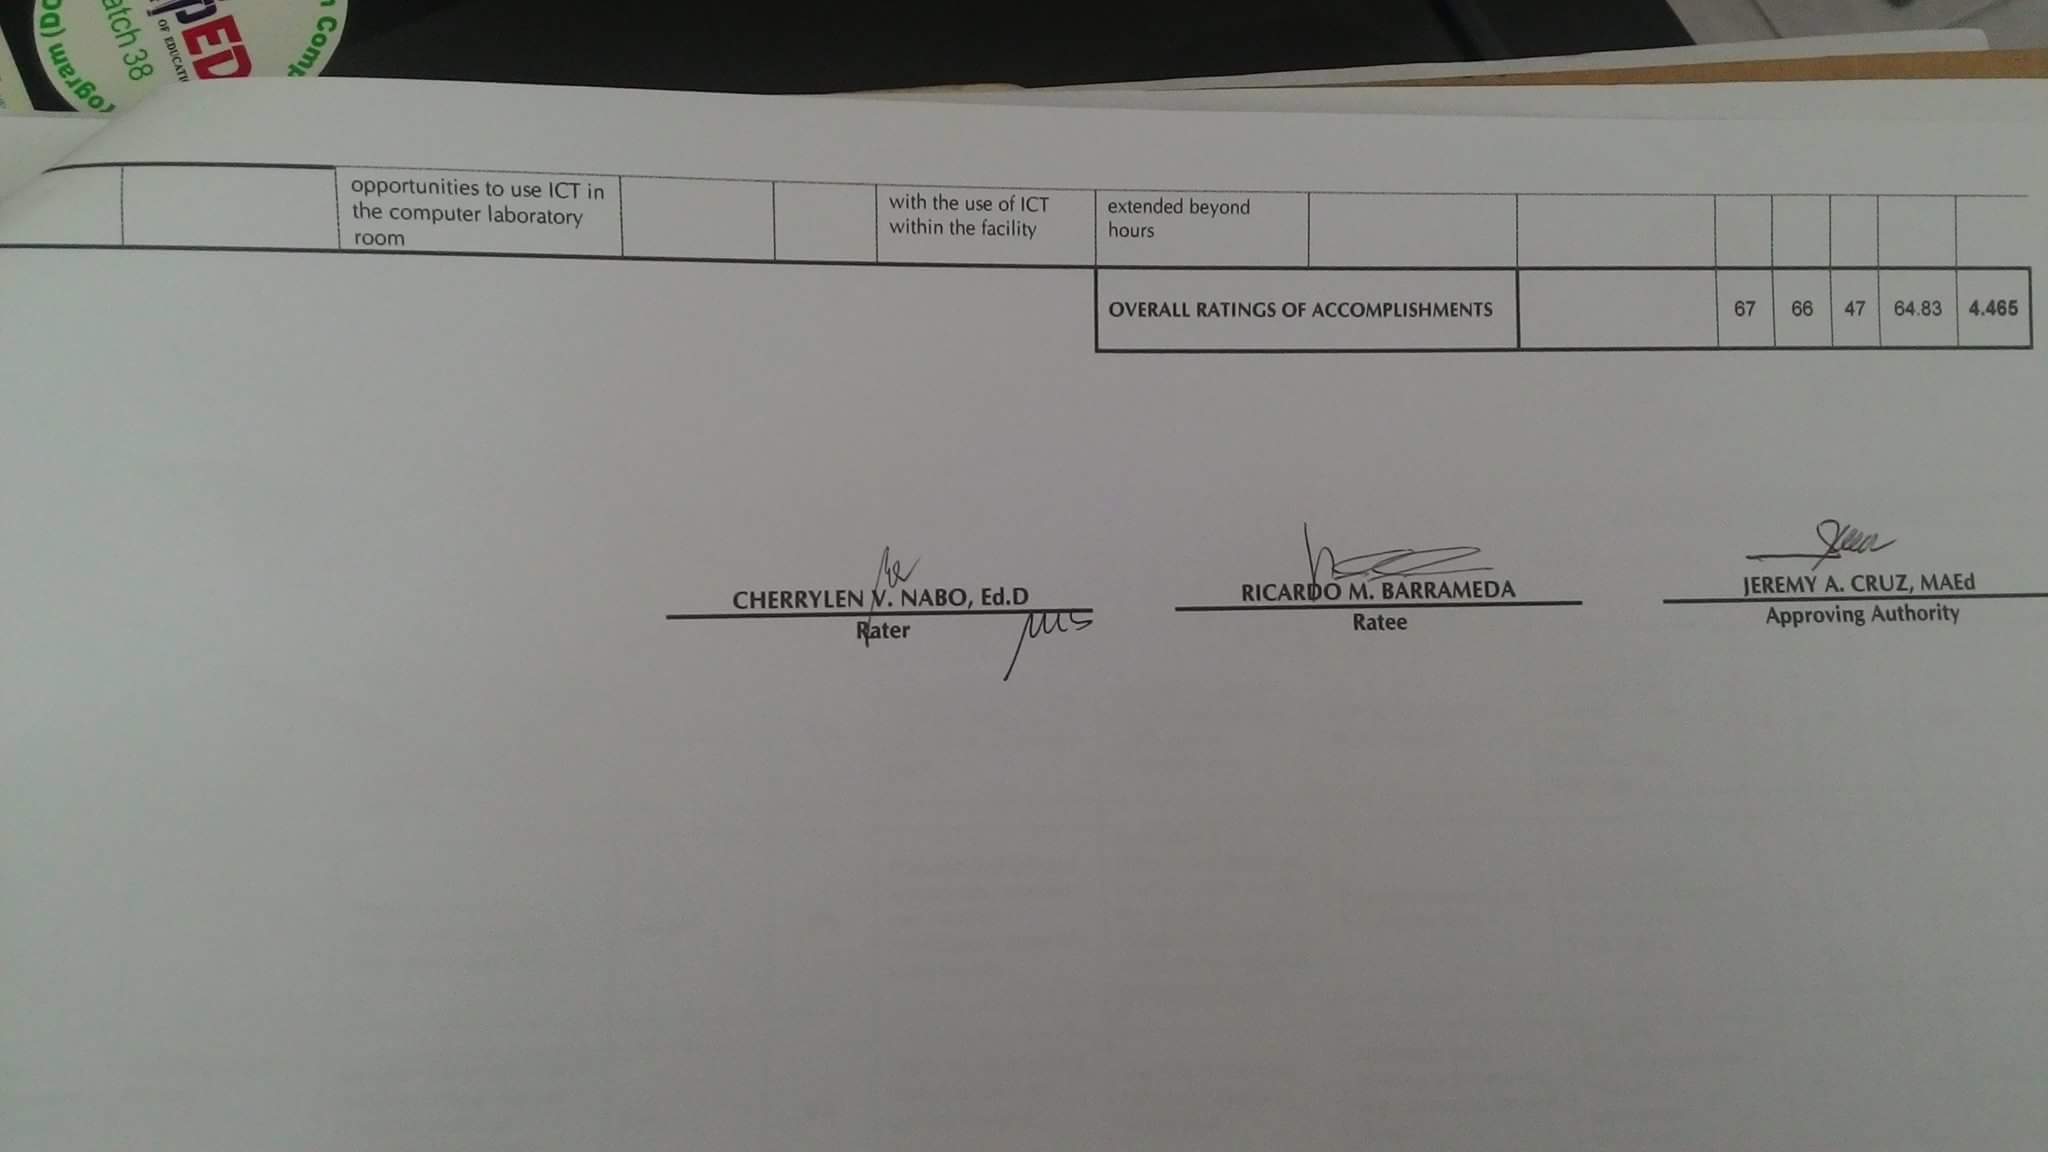 n Comp
pED
OF EDUCATI
atch 38
ogram (DC
opportunities to use ICT in
the computer laboratory
room
with the use of ICT
within the facility
extended beyond
hours
OVERALL RATINGS OF ACCOMPLISHMENTS 67 66 47 64.83 4.465
CHERRYLEN V. NABO, Ed.D
Rater
RICARDO M. BARRAMEDA
Ratee
JEREMY A. CRUZ, MAEd
Approving Authority